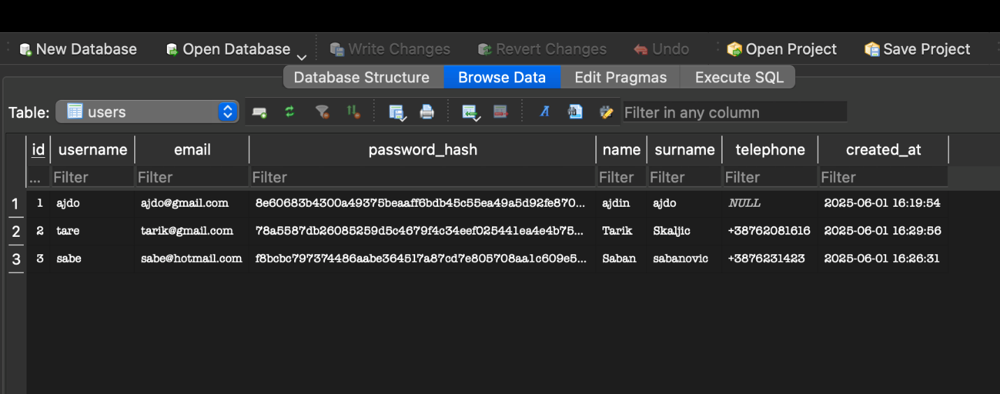 New Database Open Database Write Changes Revert Changes Undo Open Project Save Project
Database Structure Browse Data Edit Pragmas Execute SQL
Table: users Filter in any column
id username email password_hash name surname telephone created_at
... Filter Filter Filter Filter Filter Filter Filter
1 1 ajdo ajdo@gmail.com 8e60683b4300a49375beaaff6bdb45c55ea49a5d92fe870... ajdin ajdo NULL 2025-06-01 16:19:54
2 2 tare tarik@gmail.com 78a5587db26085259d5c4679f4c34eef025441ea4e4b75... Tarik Skaljic +38762081616 2025-06-01 16:29:56
3 3 sabe sabe@hotmail.com f8bcbc797374486aabe364517a87cd7e805708aa1c609e5... Saban sabanovic +3876231423 2025-06-01 16:26:31